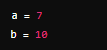 a = 7
b = 10